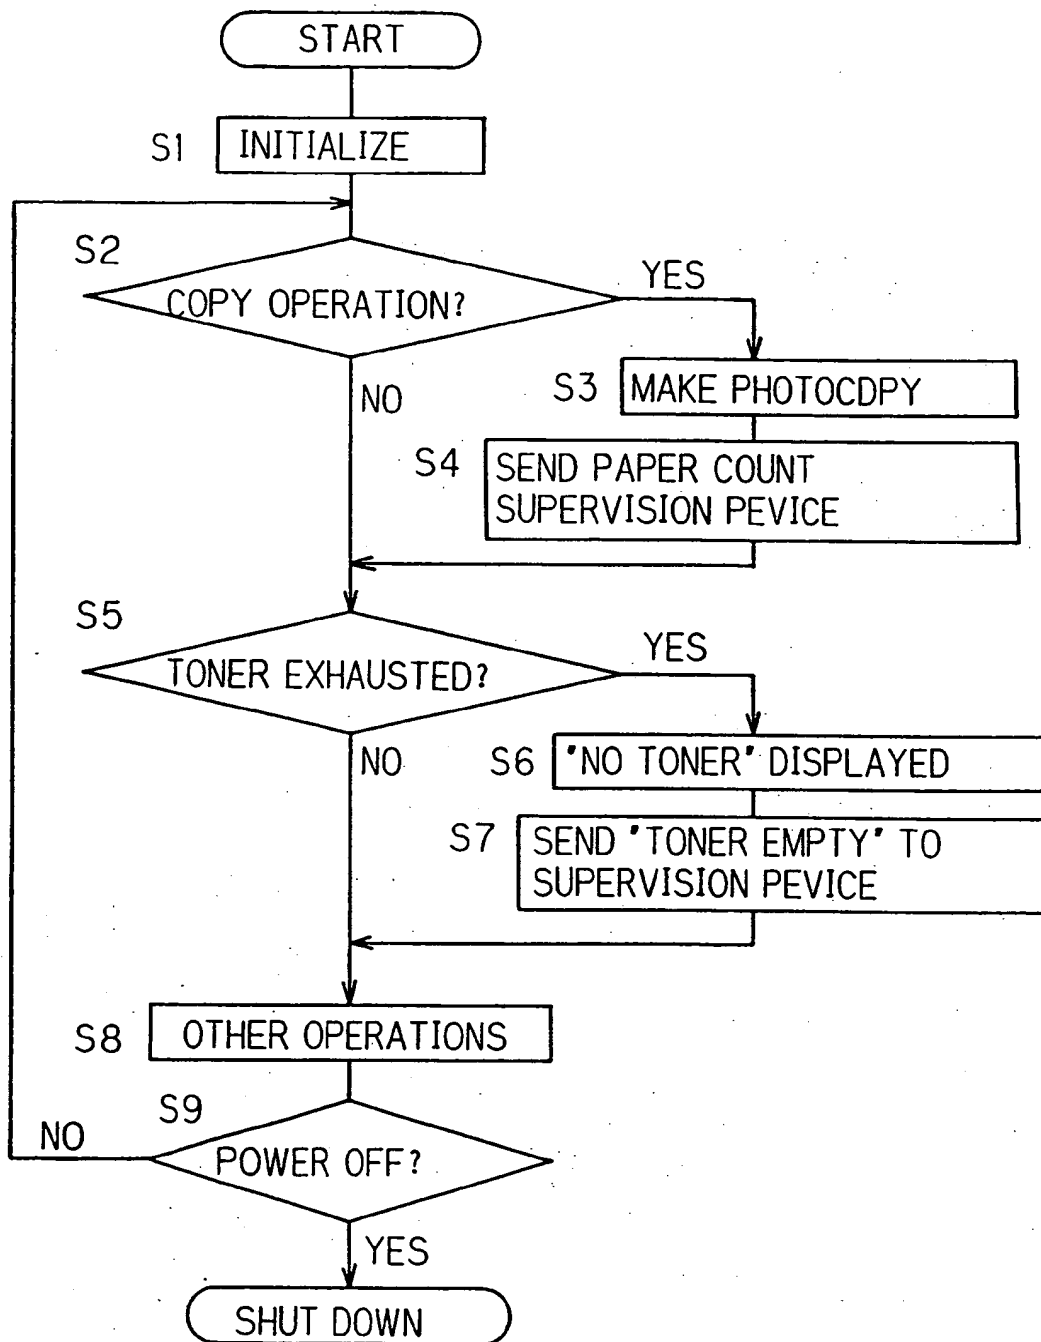 START
S1 INITIALIZE
S2
COPY OPERATION?
YES
NO
S3 MAKE PHOTOCDPY
S4 SEND PAPER COUNT
SUPERVISION PEVICE
S5
TONER EXHAUSTED?
YES
NO
S6 "NO TONER" DISPLAYED
S7 SEND "TONER EMPTY" TO
SUPERVISION PEVICE
S8 OTHER OPERATIONS
S9
POWER OFF?
NO
YES
SHUT DOWN